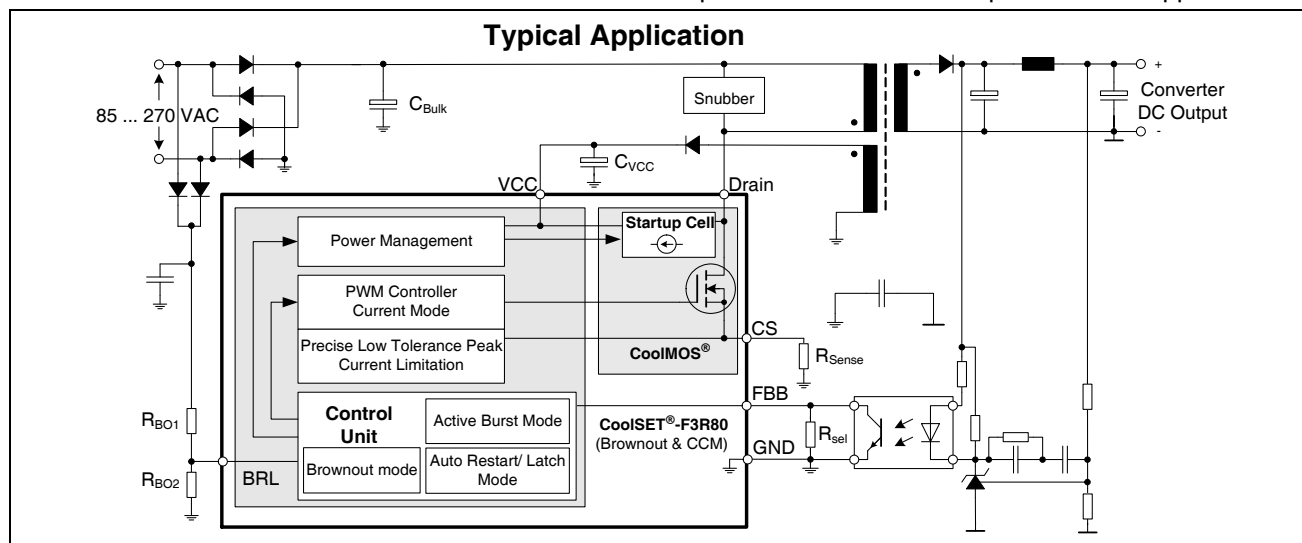 Typical Application
+
Snubber
Converter
DC Output
-
85 ... 270 VAC
CBulk
CVCC
VCC
Drain
Startup Cell
Power Management
PWM Controller
Current Mode
Precise Low Tolerance Peak
Current Limitation
CoolMOS®
CS
RSense
FBB
Control
Unit
Active Burst Mode
CoolSET®-F3R80
(Brownout & CCM)
Rsel
GND
Brownout mode
Auto Restart/ Latch
Mode
BRL
RBO1
RBO2